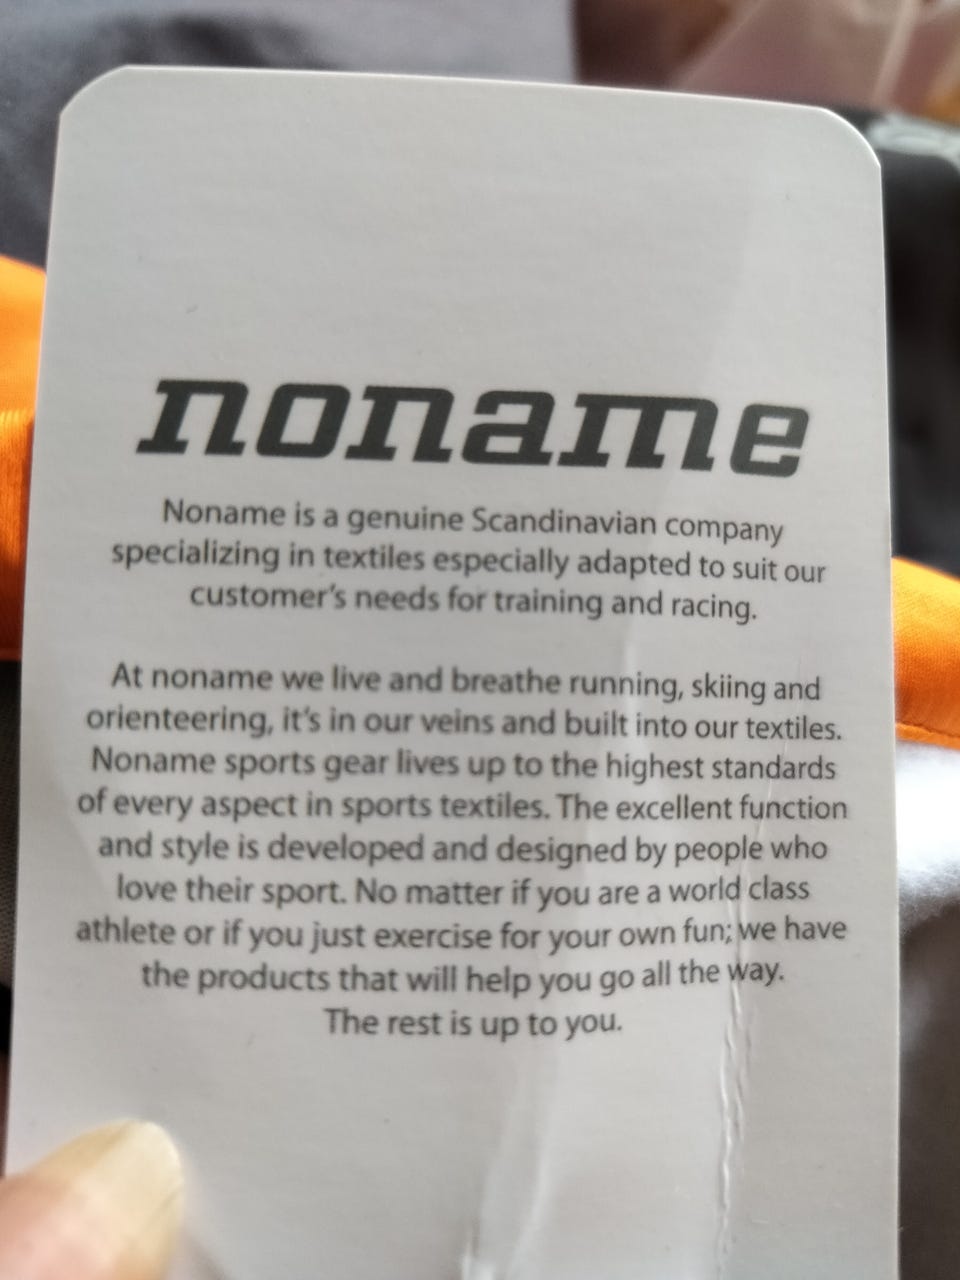 noname
Noname is a genuine Scandinavian company
specializing in textiles especially adapted to suit our
customer's needs for training and racing.
At noname we live and breathe running, skiing and
orienteering, it's in our veins and built into our textiles.
Noname sports gear lives up to the highest standards
of every aspect in sports textiles. The excellent function
and style is developed and designed by people who
love their sport. No matter if you are a world class
athlete or if you just exercise for your own fun; we have
the products that will help you go all the way.
The rest is up to you.